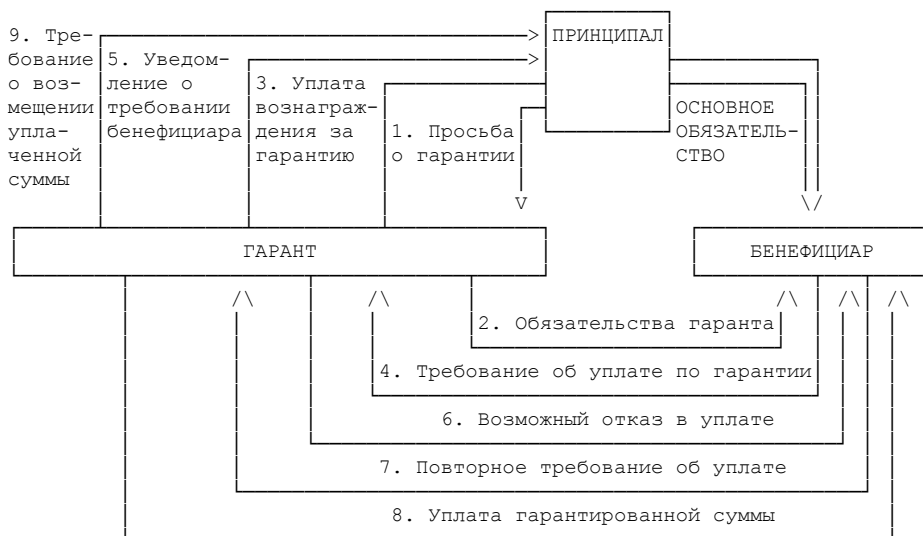 9. Тре-
бование
о воз-
мещении
упла-
ченной
суммы
5. Уведом-
ление о
требовании
бенефициара
3. Уплата
вознаграж-
дения за
гарантию
1. Просьба
о гарантии
ПРИНЦИПАЛ
ОСНОВНОЕ
ОБЯЗАТЕЛЬ-
СТВО
ГАРАНТ
БЕНЕФИЦИАР
2. Обязательства гаранта
4. Требование об уплате по гарантии
6. Возможный отказ в уплате
7. Повторное требование об уплате
8. Уплата гарантированной суммы